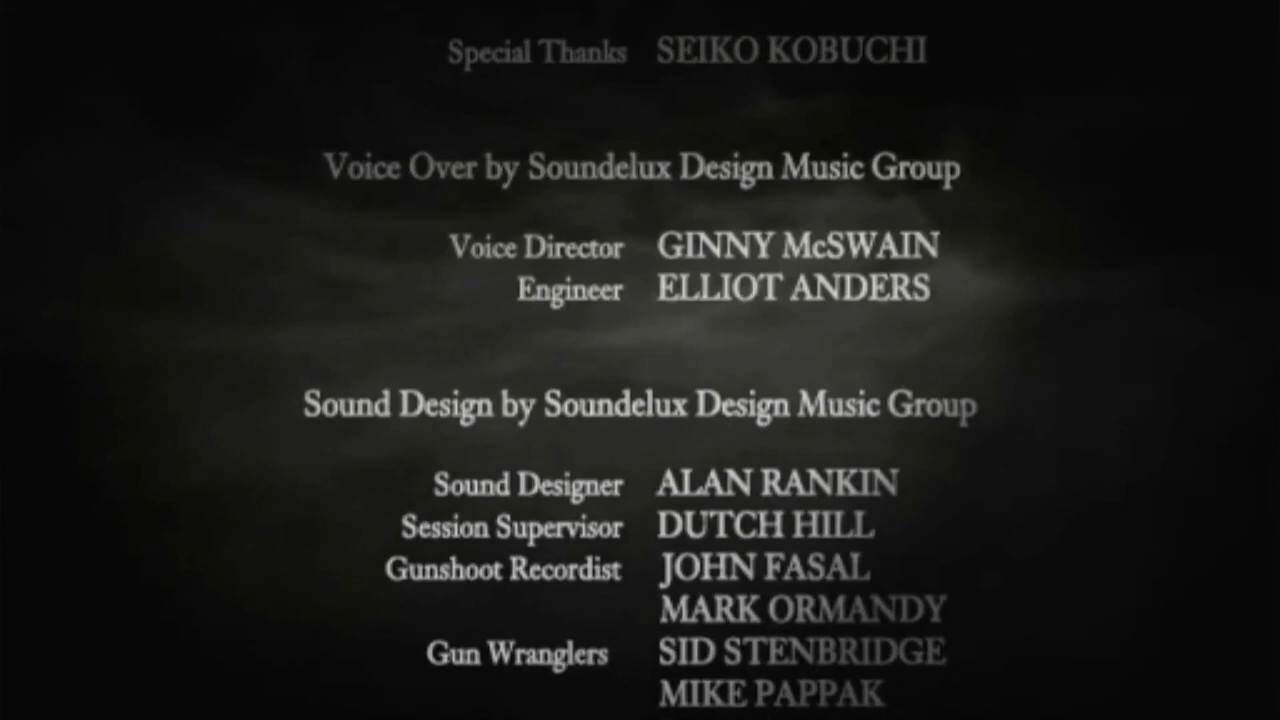 Special Thanks SEIKO KOBUCHI
Voice Over by Soundelux Design Music Group
Voice Director GINNY McSWAIN
Engineer ELLIOT ANDERS
Sound Design by Soundelux Design Music Group
Sound Designer ALAN RANKIN
Session Supervisor DUTCH HILL
Gunshoot Recordist JOHN FASAL
MARK ORMANDY
Gun Wranglers SID STENBRIDGE
MIKE PAPPAK